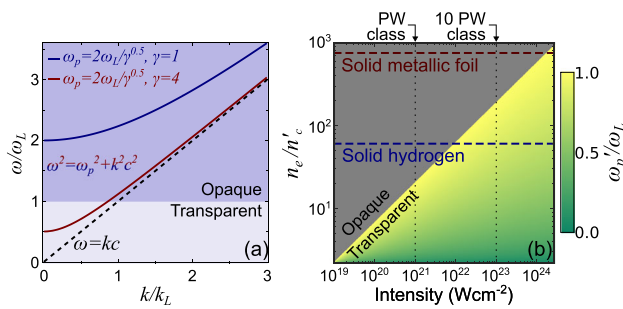 ω_p=2ω_L/γ^0.5, γ=1
ω_p=2ω_L/γ^0.5, γ=4
ω²=ω_p²+k²c²
Opaque
Transparent
ω=kc
(a)
ω/ω_L
0
1
2
3
0
1
2
3
k/k_L
PW class
10 PW class
Solid metallic foil
Solid hydrogen
Opaque
Transparent
(b)
n_e/n'_c
10³
10²
10¹
10¹⁹
10²⁰
10²¹
10²²
10²³
10²⁴
Intensity (Wcm⁻²)
1.0
0.5
0.0
ω_p'/ω_L